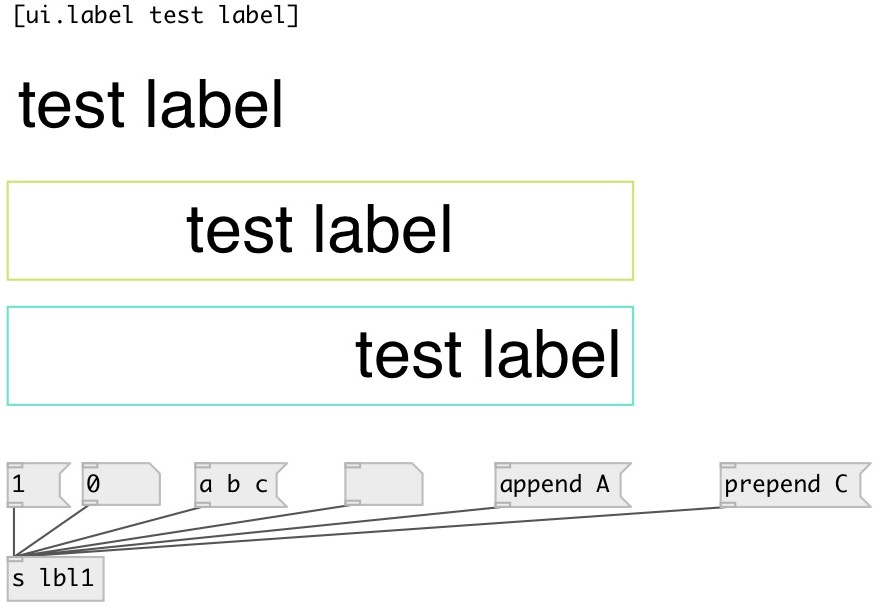 [ui.label test label]
test label
test label
test label
1 0 a b c append A prepend C
s lbl1